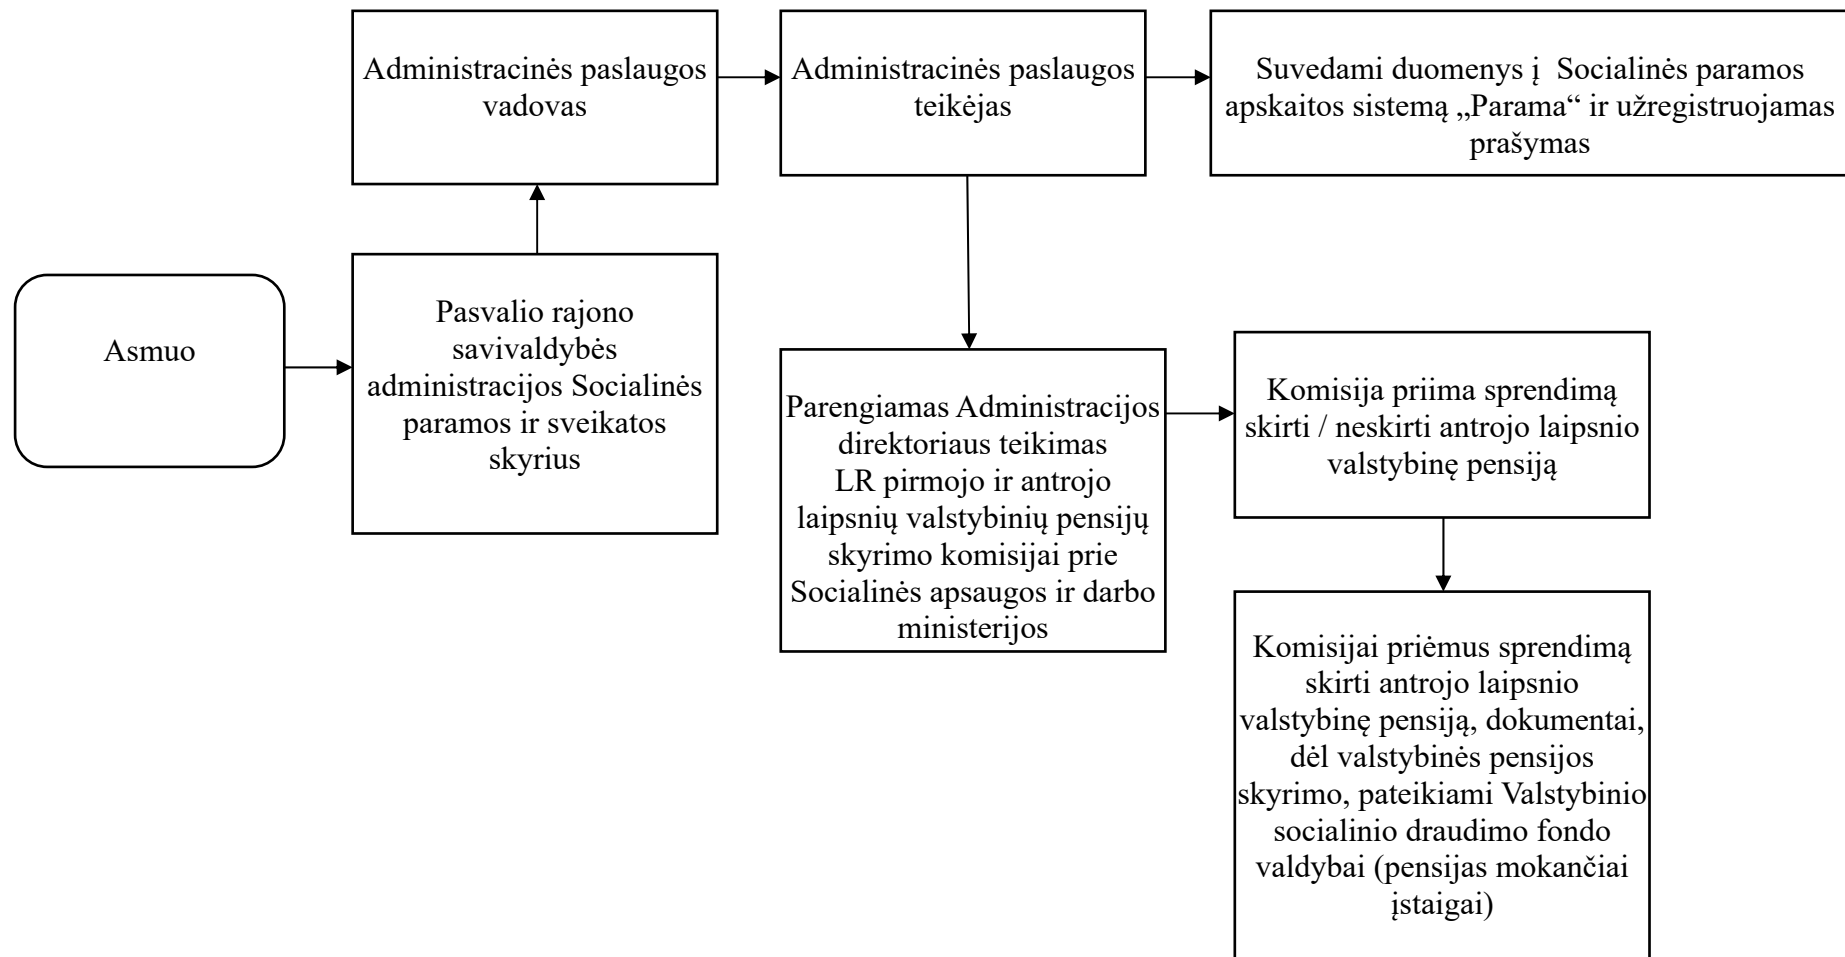 Administracinės paslaugos
vadovas
Administracinės paslaugos
teikėjas
Suvedami duomenys į  Socialinės paramos
apskaitos sistemą „Parama“ ir užregistruojamas
prašymas
Asmuo
Pasvalio rajono
savivaldybės
administracijos Socialinės
paramos ir sveikatos
skyrius
Parengiamas Administracijos
direktoriaus teikimas
LR pirmojo ir antrojo
laipsnių valstybinių pensijų
skyrimo komisijai prie
Socialinės apsaugos ir darbo
ministerijos
Komisija priima sprendimą
skirti / neskirti antrojo laipsnio
valstybinę pensiją
Komisijai priėmus sprendimą
skirti antrojo laipsnio
valstybinę pensiją, dokumentai,
dėl valstybinės pensijos
skyrimo, pateikiami Valstybinio
socialinio draudimo fondo
valdybai (pensijas mokančiai
įstaigai)